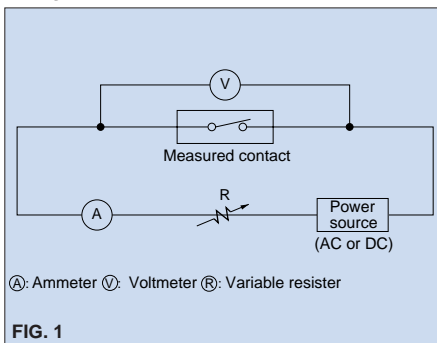 V
Measured contact
R
A
Power
source
(AC or DC)
Ⓐ: Ammeter Ⓥ: Voltmeter Ⓡ: Variable resister
FIG. 1